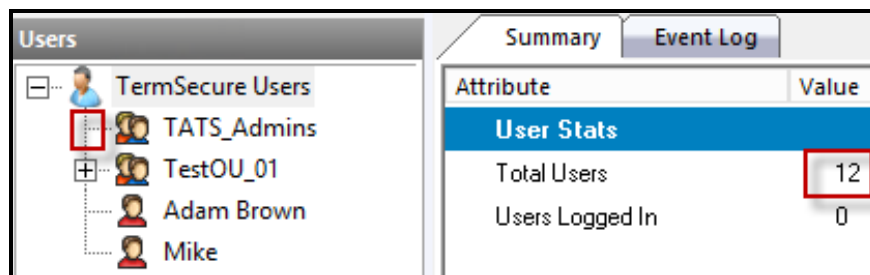 Users
TermSecure Users
TATS_Admins
TestOU_01
Adam Brown
Mike
Summary Event Log
Attribute Value
User Stats
Total Users 12
Users Logged In 0